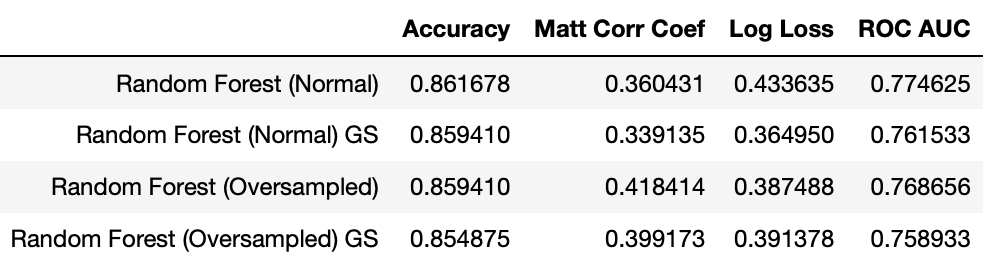 Accuracy Matt Corr Coef Log Loss ROC AUC
Random Forest (Normal) 0.861678 0.360431 0.433635 0.774625
Random Forest (Normal) GS 0.859410 0.339135 0.364950 0.761533
Random Forest (Oversampled) 0.859410 0.418414 0.387488 0.768656
Random Forest (Oversampled) GS 0.854875 0.399173 0.391378 0.758933